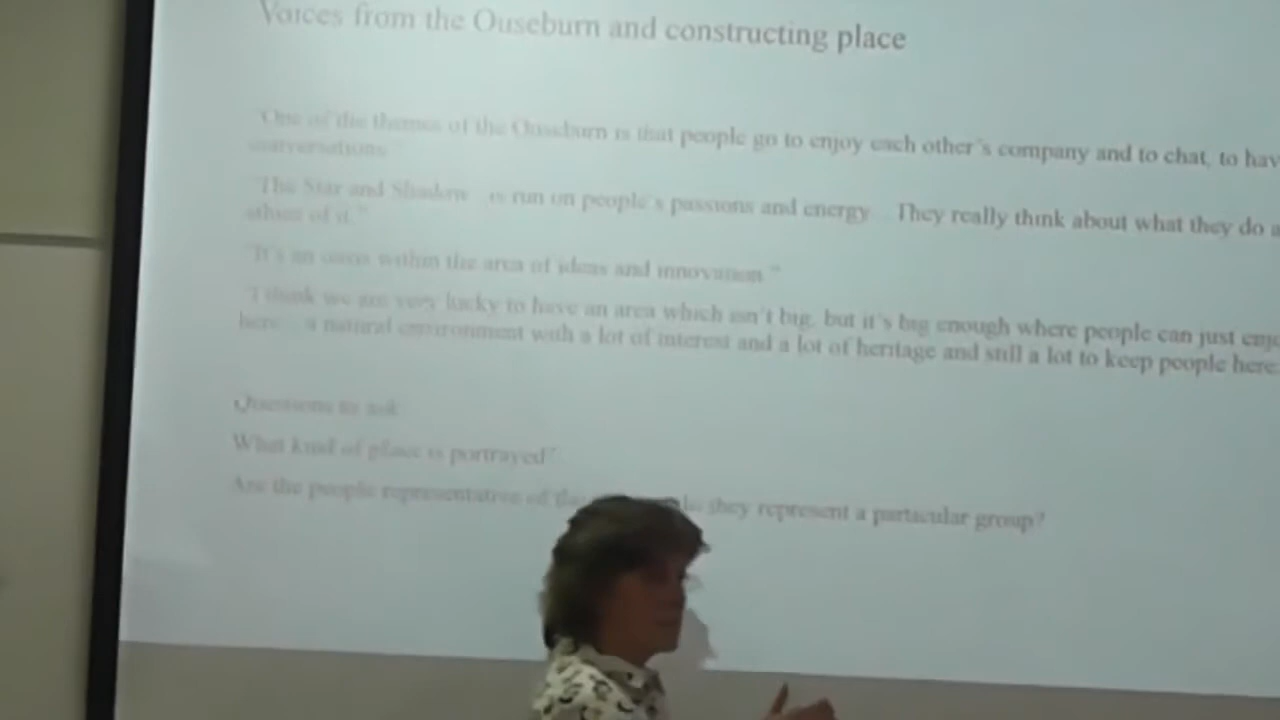 Voices from the Ouseburn and constructing place
"One of the themes of the Ouseburn is that people go to enjoy each other's company and to chat, to hav
conversations."
"The Star and Shadow is run on people's passions and energy They really think about what they do a
ethos of it."
"It's an oasis within the area of ideas and innovation."
"I think we are very lucky to have an area which isn't big, but it's big enough where people can just enjo
here a natural environment with a lot of interest and a lot of heritage and still a lot to keep people here
Questions to ask
What kind of place is portrayed?
Are the people representative of the they represent a particular group?